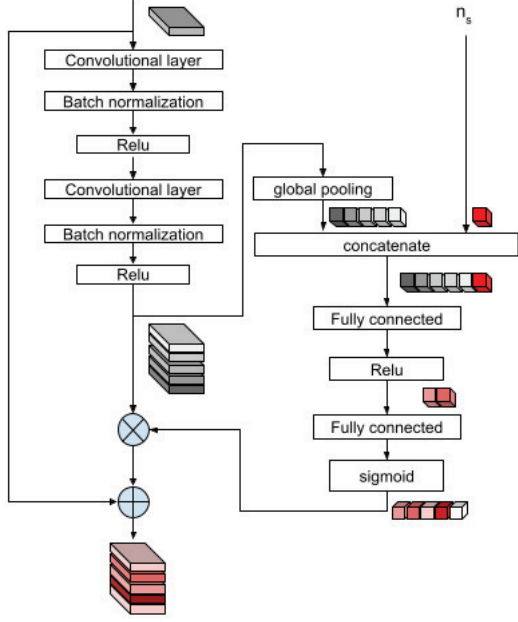 n_s
Convolutional layer
Batch normalization
Relu
Convolutional layer
Batch normalization
Relu
global pooling
concatenate
Fully connected
Relu
Fully connected
sigmoid